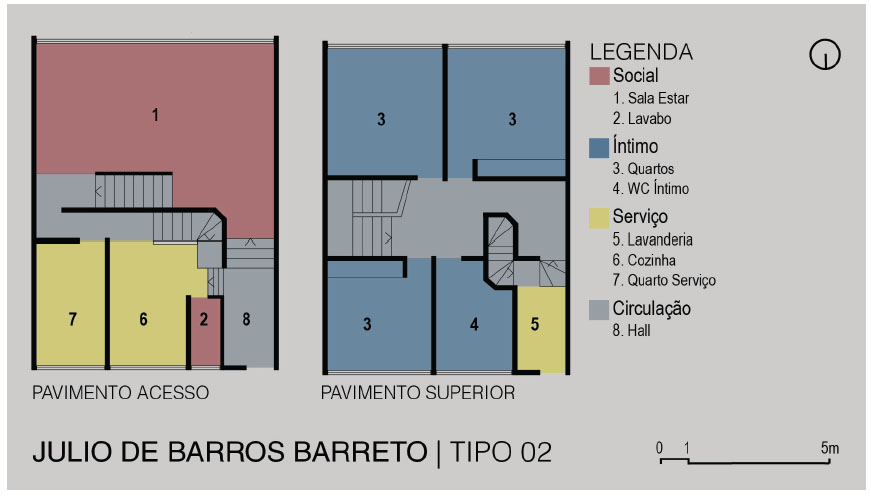 1
7
6
2
8
PAVIMENTO ACESSO
3
3
3
4
5
PAVIMENTO SUPERIOR
LEGENDA
Social
1. Sala Estar
2. Lavabo
Íntimo
3. Quartos
4. WC Íntimo
Serviço
5. Lavanderia
6. Cozinha
7. Quarto Serviço
Circulação
8. Hall
JULIO DE BARROS BARRETO | TIPO 02
0 1 5m